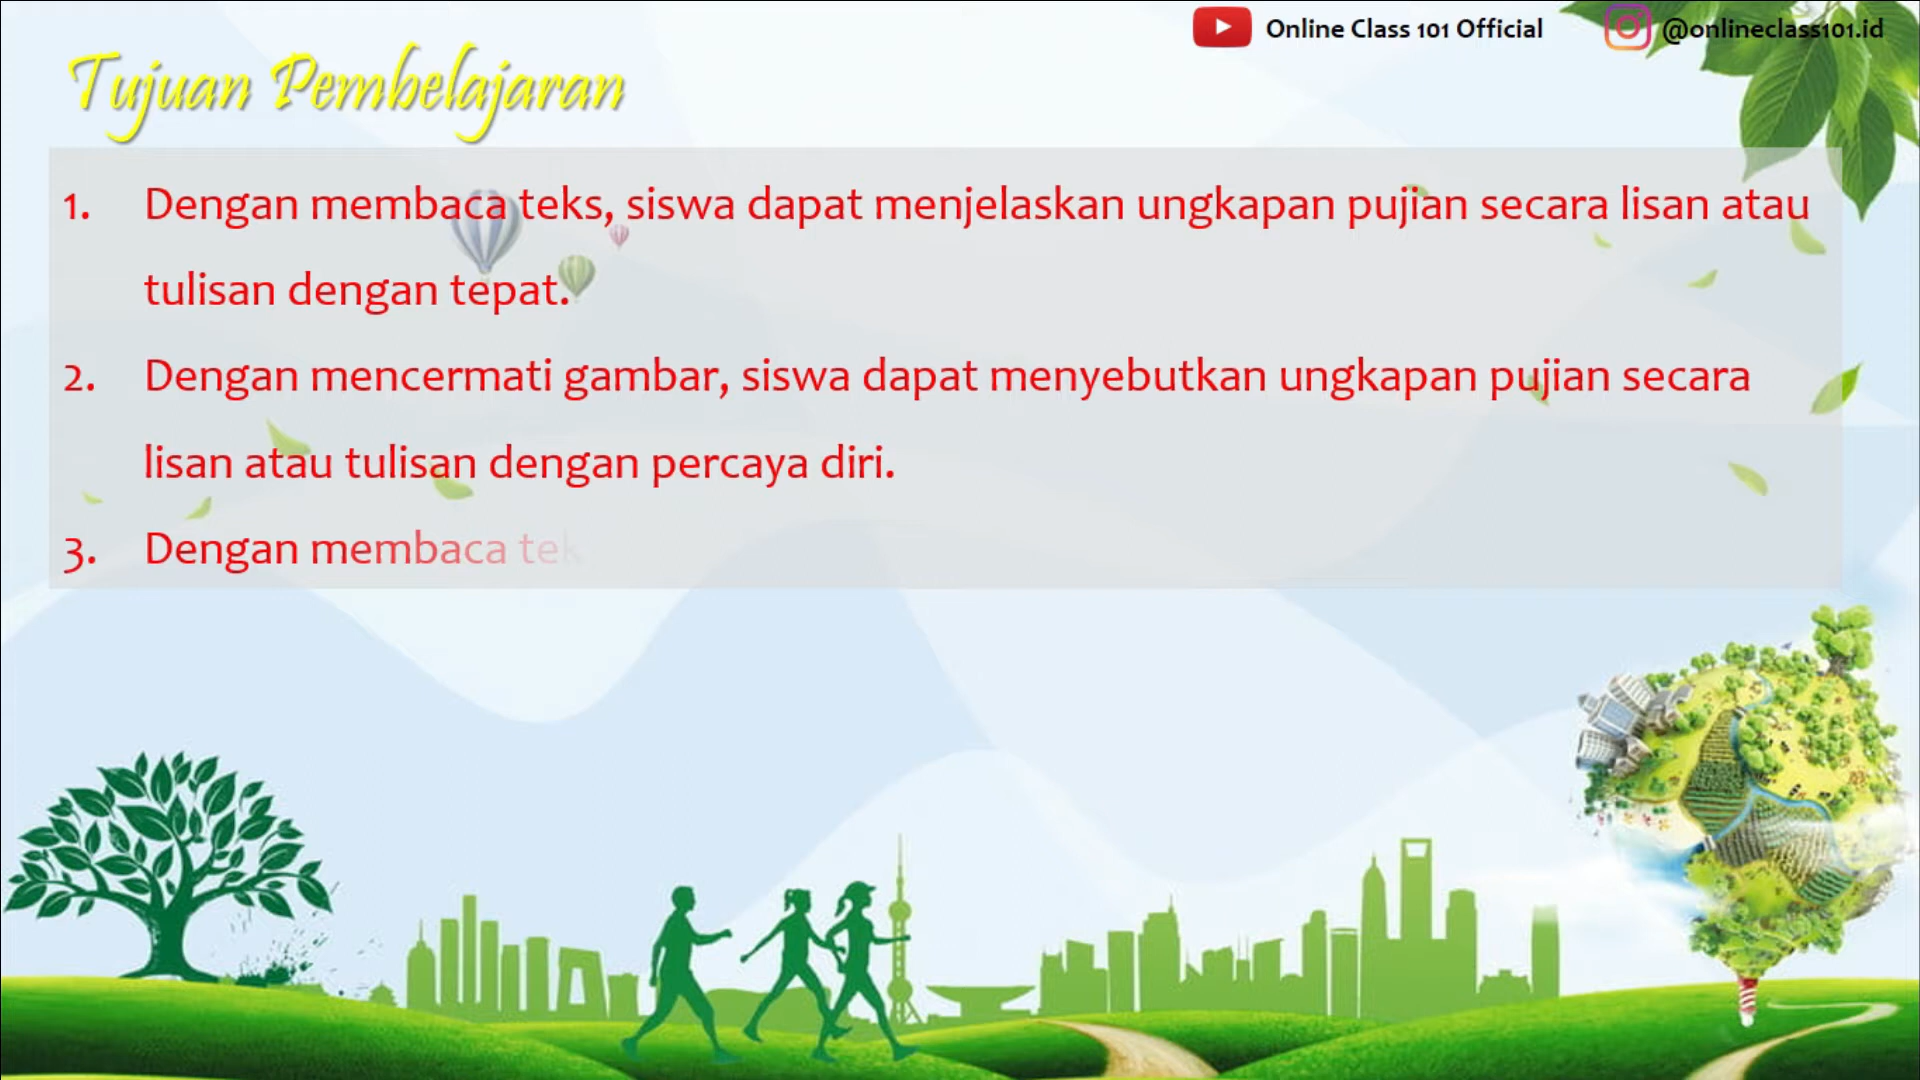 Online Class 101 Official
@onlineclass101.id
Tujuan Pembelajaran
1. Dengan membaca teks, siswa dapat menjelaskan ungkapan pujian secara lisan atau
tulisan dengan tepat.
2. Dengan mencermati gambar, siswa dapat menyebutkan ungkapan pujian secara
lisan atau tulisan dengan percaya diri.
3. Dengan membaca tek